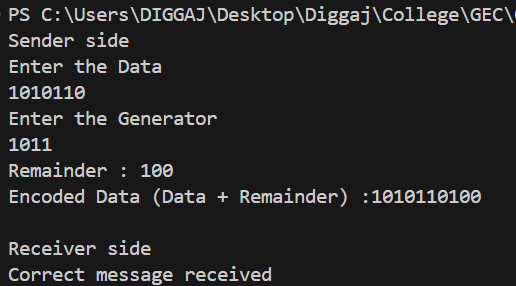 PS C:\Users\DIGGAJ\Desktop\Diggaj\College\GEC\
Sender side
Enter the Data
1010110
Enter the Generator
1011
Remainder : 100
Encoded Data (Data + Remainder) :1010110100
Receiver side
Correct message received